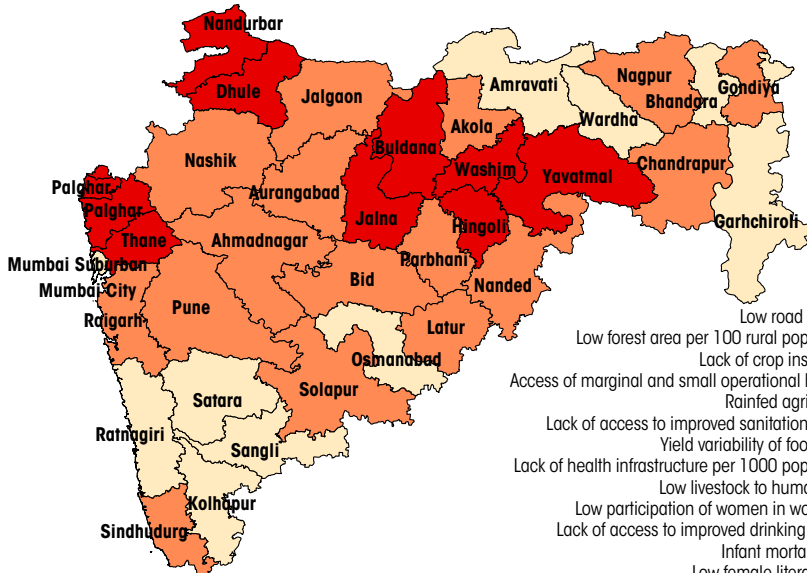 Nandurbar
Dhule
Jalgaon
Amravati
Nagpur
Bhandara
Gondiya
Wardha
Akola
Buldana
Nashik
Washim
Yavatmal
Chandrapur
Palghar
Aurangabad
Palghar
Jalna
Hingoli
Garhchiroli
Thane
Ahmadnagar
Parbhani
Mumbai Suburban
Mumbai City
Bid
Nanded
Pune
Raigarh
Latur
Osmanabad
Solapur
Satara
Ratnagiri
Sangli
Kolhapur
Sindhudurg
Low road
Low forest area per 100 rural pop
Lack of crop ins
Access of marginal and small operational
Rainfed agri
Lack of access to improved sanitation
Yield variability of foo
Lack of health infrastructure per 1000 pop
Low livestock to huma
Low participation of women in wo
Lack of access to improved drinking
Infant morta
Low female litera